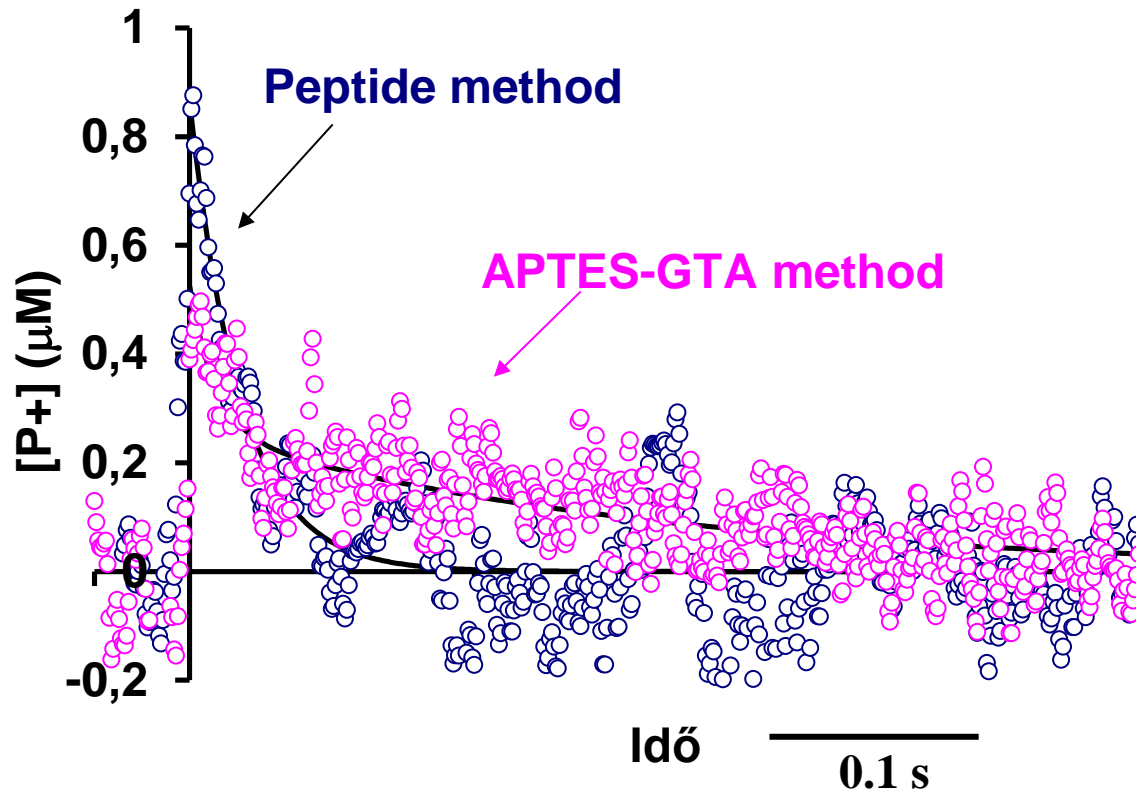 1
Peptide method
0,8
0,6
APTES-GTA method
[P+] (μM)
0,4
0,2
0
-0,2
Idő
0.1 s